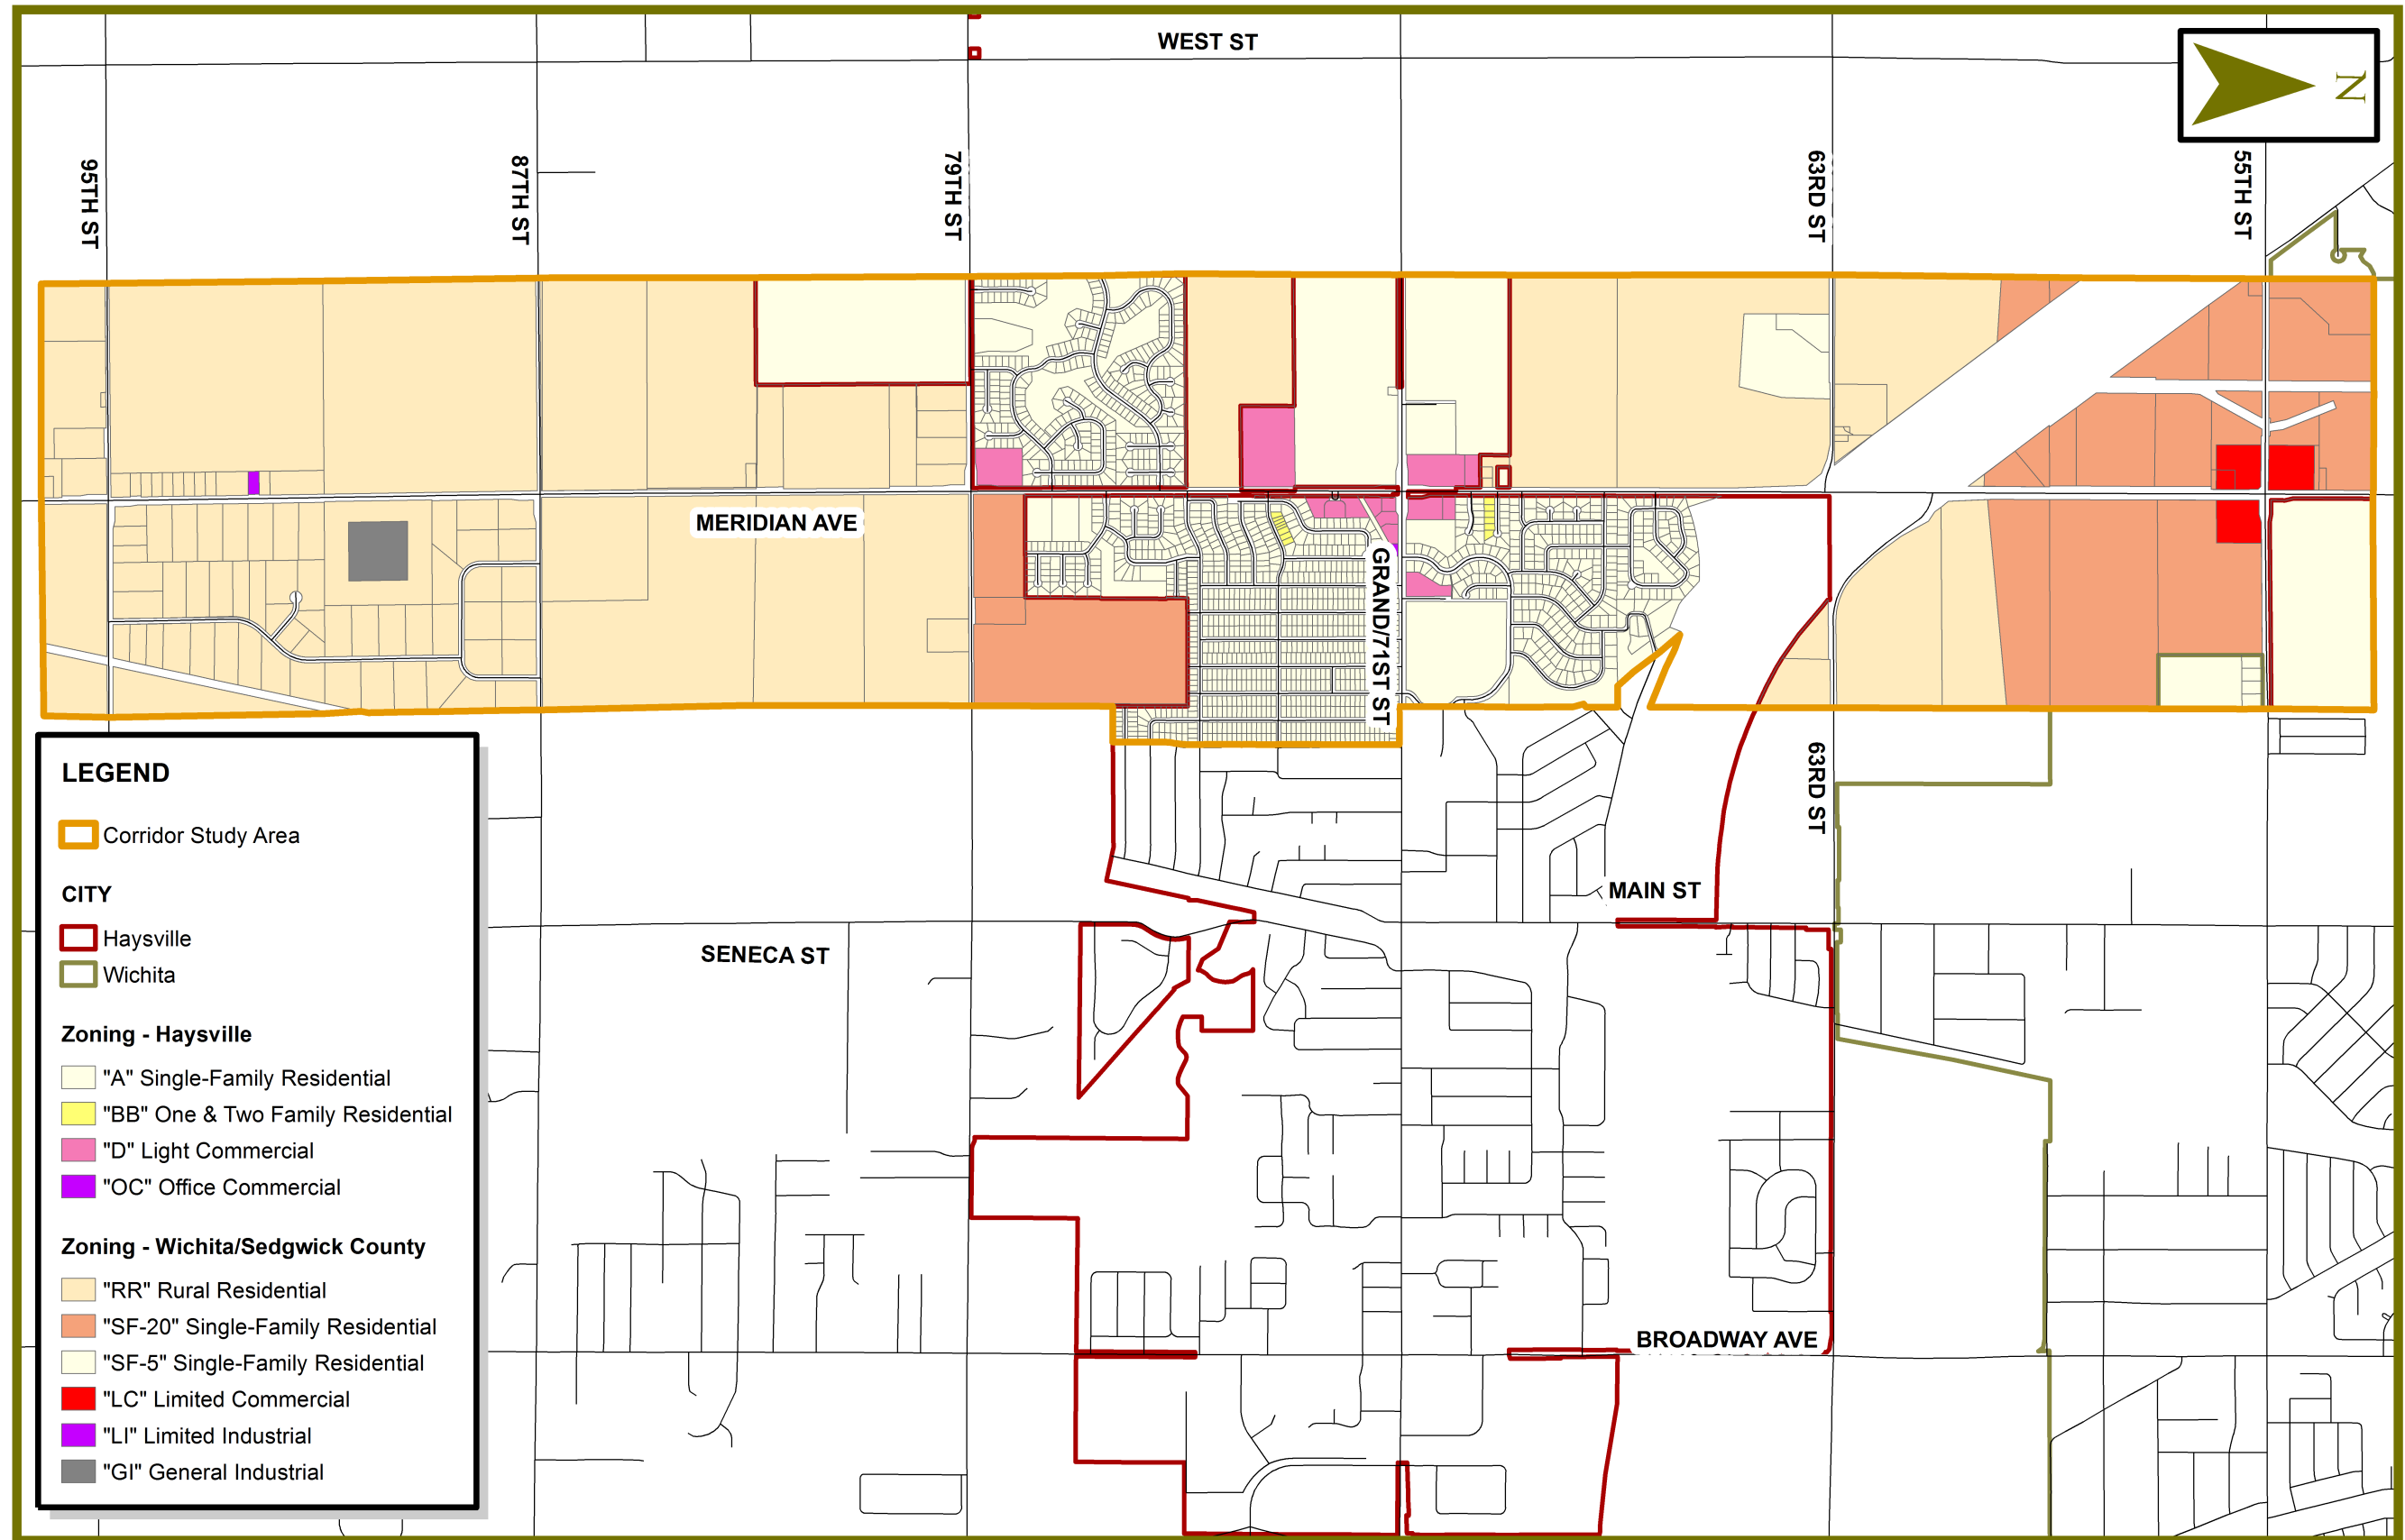 WEST ST
N
95TH ST
87TH ST
79TH ST
63RD ST
55TH ST
MERIDIAN AVE
GRAND/71ST ST
63RD ST
MAIN ST
SENECA ST
BROADWAY AVE
LEGEND
Corridor Study Area
CITY
Haysville
Wichita
Zoning - Haysville
"A" Single-Family Residential
"BB" One & Two Family Residential
"D" Light Commercial
"OC" Office Commercial
Zoning - Wichita/Sedgwick County
"RR" Rural Residential
"SF-20" Single-Family Residential
"SF-5" Single-Family Residential
"LC" Limited Commercial
"LI" Limited Industrial
"GI" General Industrial